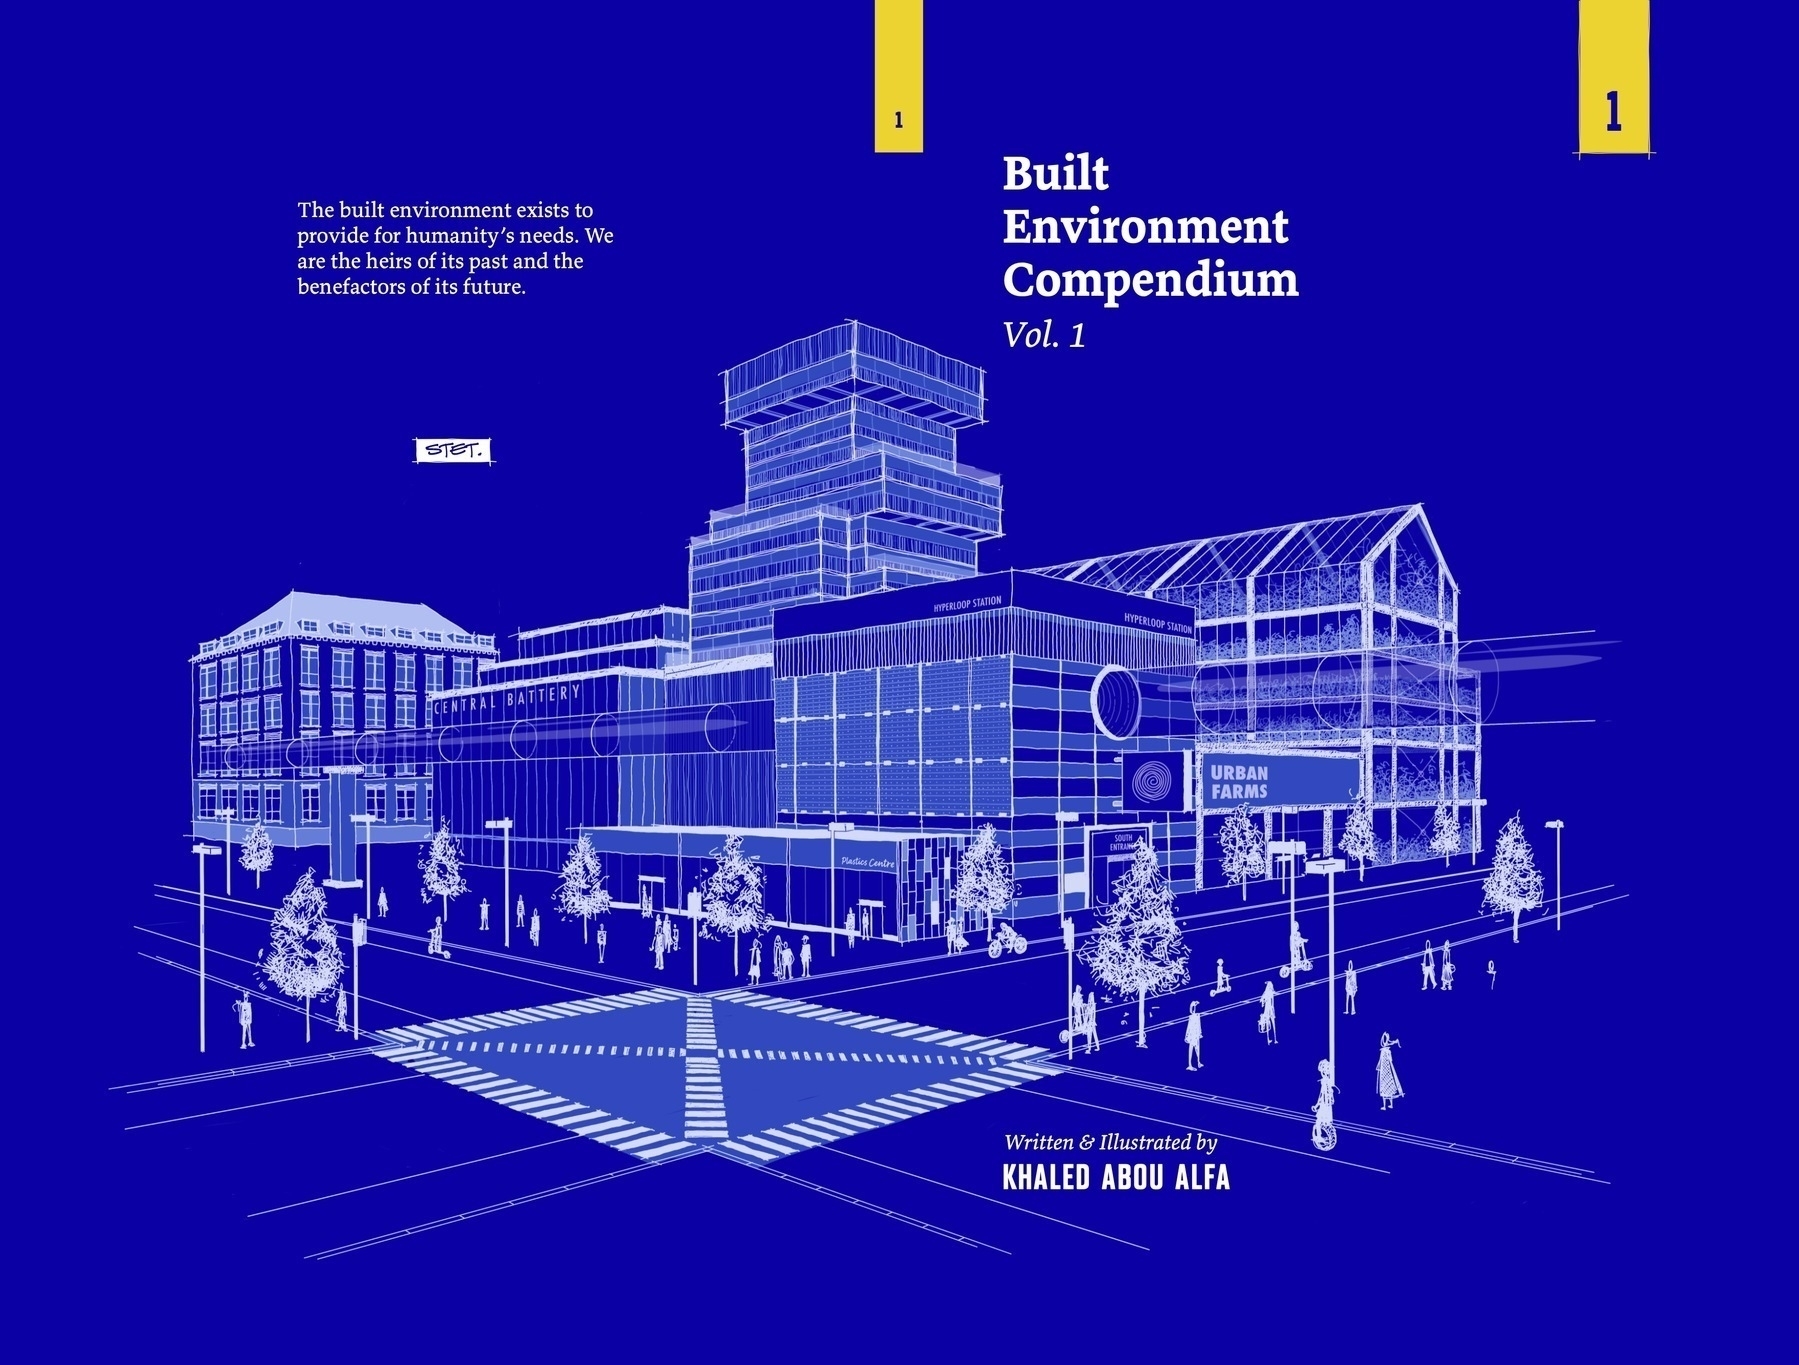 1
1
The built environment exists to
provide for humanity's needs. We
are the heirs of its past and the
benefactors of its future.
Built
Environment
Compendium
Vol. 1
STET.
HYPERLOOP STATION
HYPERLOOP STATION
CENTRAL BATTERY
URBAN
FARMS
SOUTH
ENTRANCE
Plastics Centre
Written & Illustrated by
KHALED ABOU ALFA